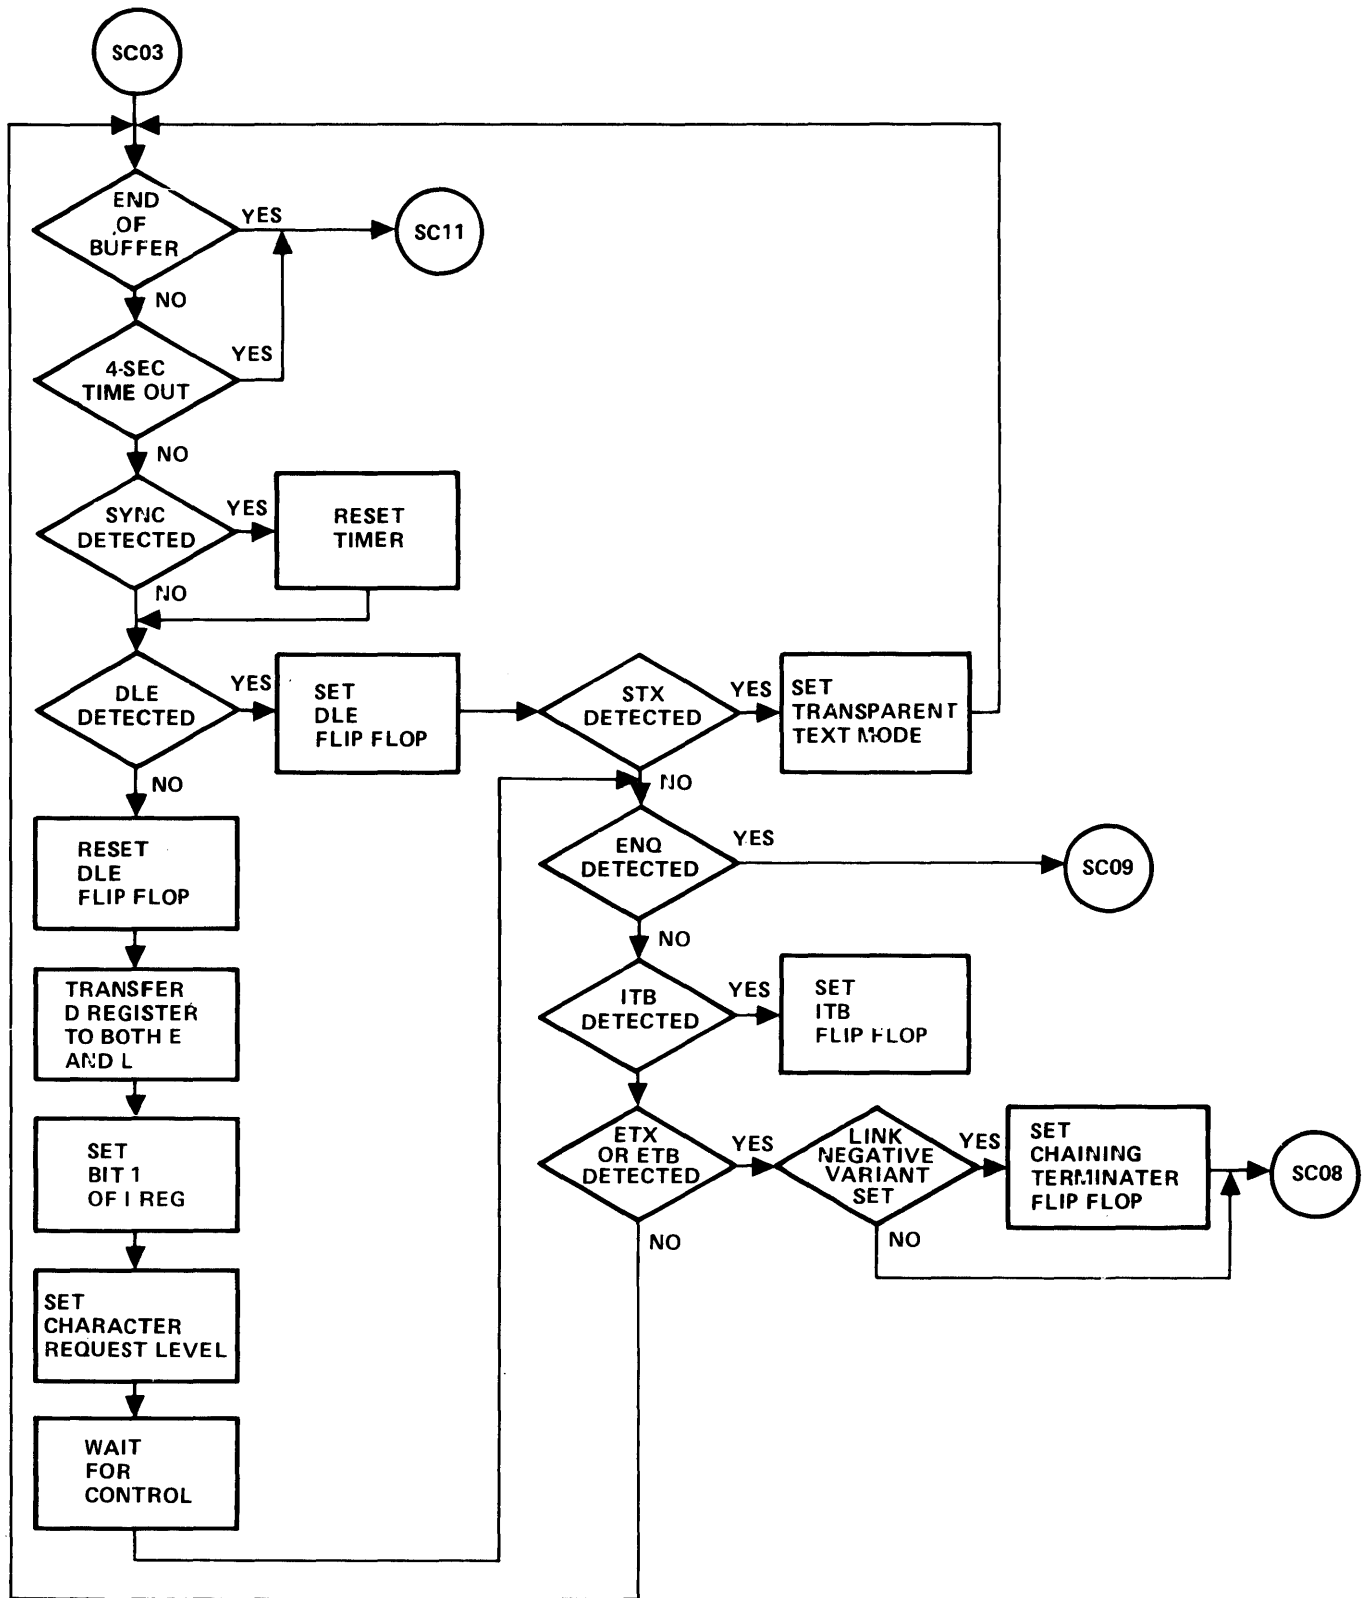 SC03
END
OF
BUFFER
YES
SC11
NO
4-SEC
TIME OUT
YES
NO
SYNC
DETECTED
YES
RESET
TIMER
NO
DLE
DETECTED
YES
SET
DLE
FLIP FLOP
STX
DETECTED
YES
SET
TRANSPARENT
TEXT MODE
NO
NO
RESET
DLE
FLIP FLOP
ENQ
DETECTED
YES
SC09
NO
TRANSFER
D REGISTER
TO BOTH E
AND L
ITB
DETECTED
YES
SET
ITB
FLIP FLOP
SET
BIT 1
OF I REG
ETX
OR ETB
DETECTED
YES
LINK
NEGATIVE
VARIANT
SET
YES
SET
CHAINING
TERMINATER
FLIP FLOP
SC08
NO
NO
SET
CHARACTER
REQUEST LEVEL
WAIT
FOR
CONTROL